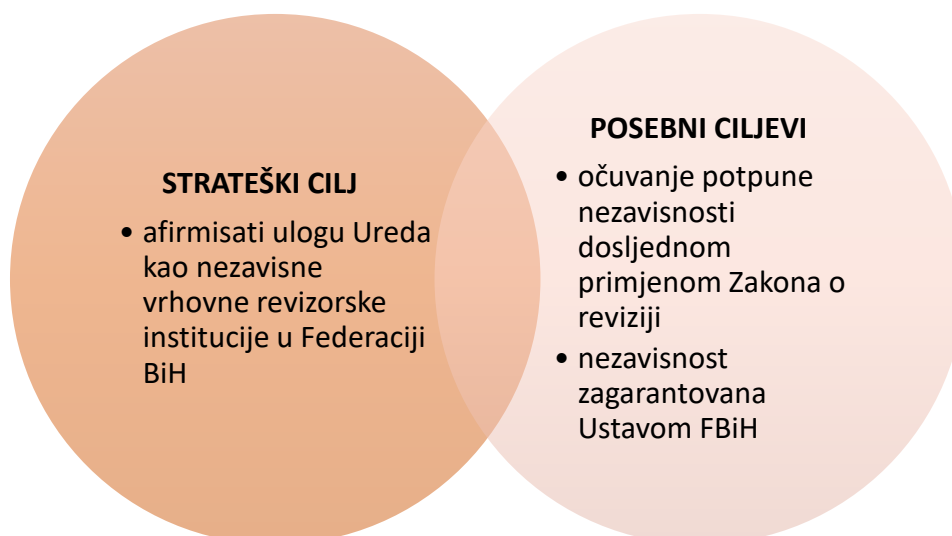 STRATEŠKI CILJ
• afirmisati ulogu Ureda
kao nezavisne
vrhovne revizorske
institucije u Federaciji
BiH
POSEBNI CILJEVI
• očuvanje potpune
nezavisnosti
dosljednom
primjenom Zakona o
reviziji
• nezavisnost
zagarantovana
Ustavom FBiH